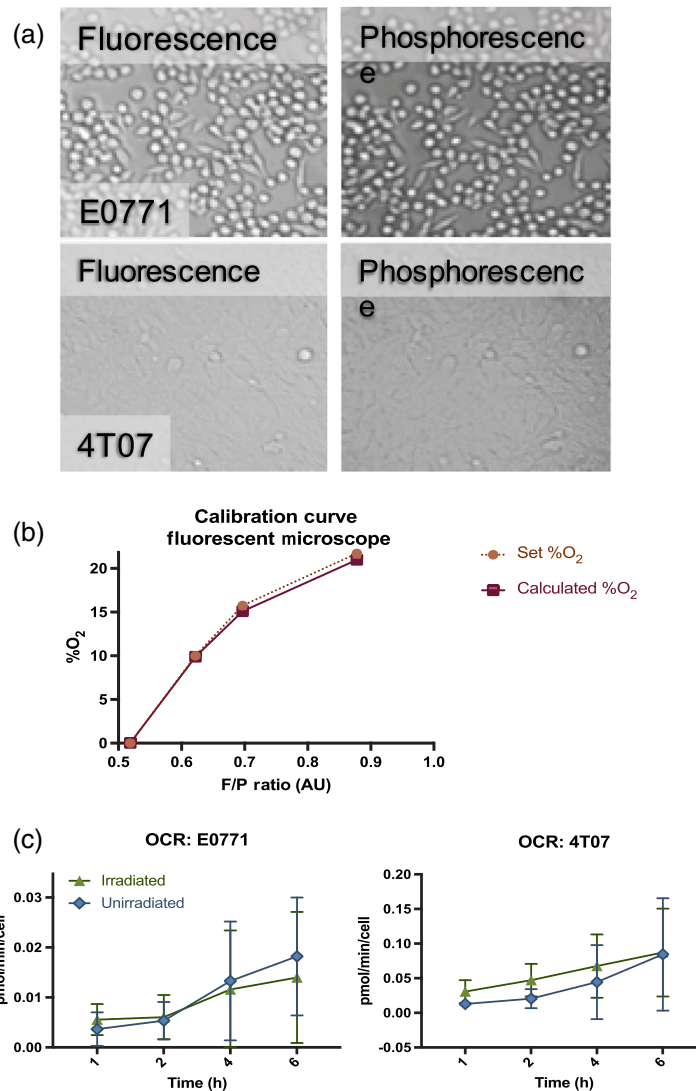 (a)
Fluorescence
Phosphorescenc
e
E0771
Fluorescence
Phosphorescenc
e
4T07
(b)
Calibration curve
fluorescent microscope
Set %O2
Calculated %O2
%O2
20
15
10
5
0
0.5 0.6 0.7 0.8 0.9 1.0
F/P ratio (AU)
(c)
OCR: E0771
Irradiated
Unirradiated
pmol/min/cell
0.03
0.02
0.01
0.00
1 2 4 6
Time (h)
OCR: 4T07
pmol/min/cell
0.20
0.15
0.10
0.05
0.00
-0.05
1 2 4 6
Time (h)